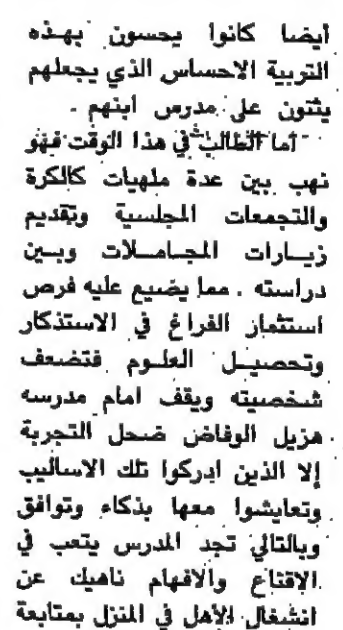 أيضا كانوا يحسون بهذه
التربية الاحساس الذي يجعلهم
يثنون على مدرس أبنهم .
- أما الطالب في هذا الوقت فهو
نهب بين عدة ملهيات كالكرة
والتجمعات المجلسية وتقديم
زيارات المجاملات وبين
دراسته . مما يضيع عليه فرص
استثمار الفراغ في الاستذكار
وتحصيل العلوم فتضعف
شخصيته ويقف امام مدرسه
هزيل الوفاض ضحل التجربة
إلا الذين ادركوا تلك الاساليب
وتعايشوا معها بذكاء وتوافق
وبالتالي تجد المدرس يتعب في
الإقناع والافهام ناهيك عن
انشغال الأهل في المنزل بمتابعة